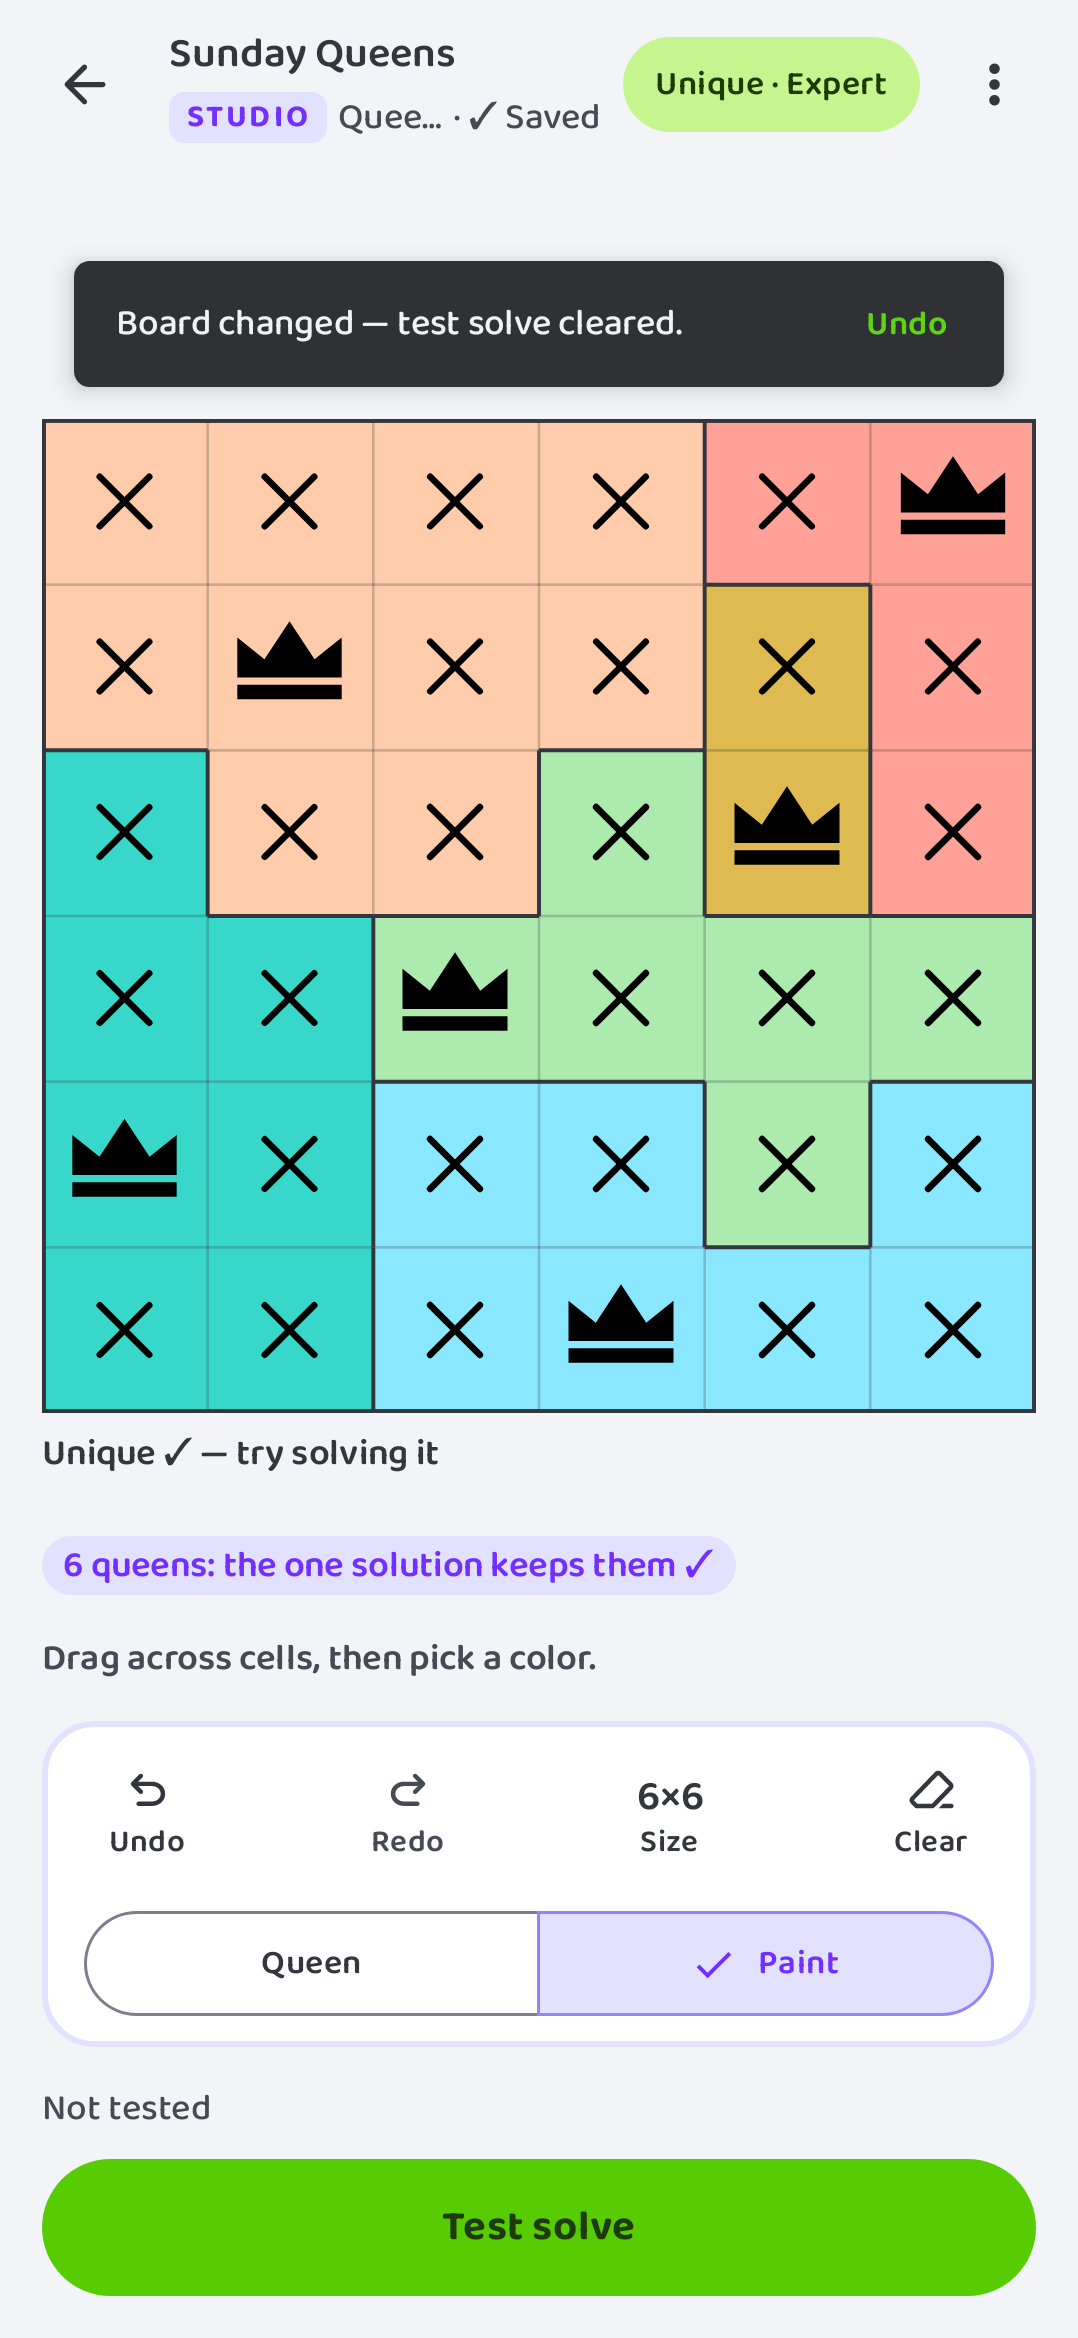 Sunday Queens
STUDIO Quee... · ✓ Saved
Unique · Expert
Board changed — test solve cleared. Undo
Unique ✓ — try solving it
6 queens: the one solution keeps them ✓
Drag across cells, then pick a color.
Undo Redo 6×6 Size Clear
Queen Paint
Not tested
Test solve